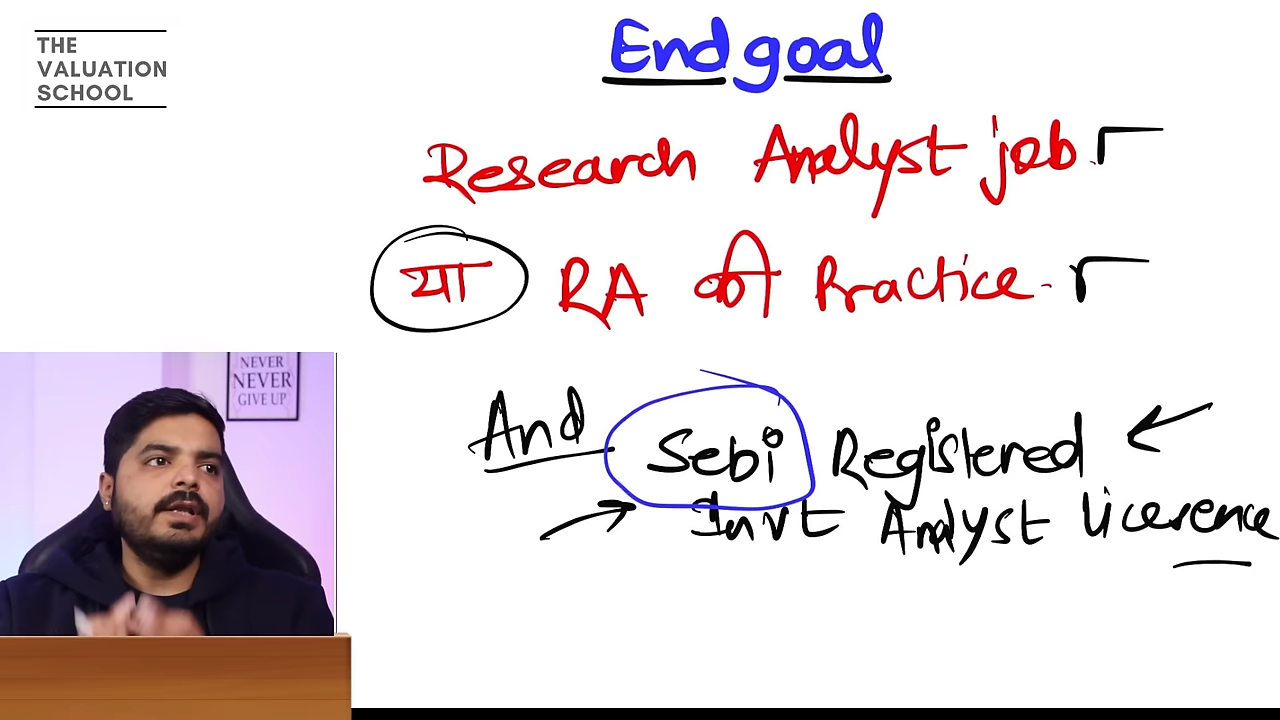 THE
VALUATION
SCHOOL
End goal
Research Analyst job.
या RA की Practice.
And Sebi Registered
Invt Analyst licerence
NEVER
NEVER
GIVE UP